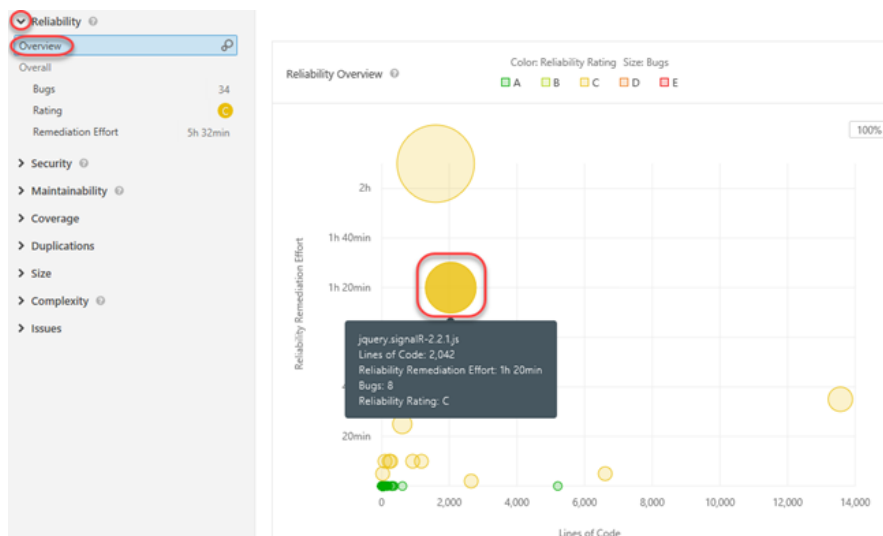 Reliability
Overview
Overall
Bugs 34
Rating C
Remediation Effort 5h 32min
Security
Maintainability
Coverage
Duplications
Size
Complexity
Issues
Reliability Overview
Color: Reliability Rating Size: Bugs
A B C D E
100%
Reliability Remediation Effort
2h
1h 40min
1h 20min
jquery.signalR-2.2.1.js
Lines of Code: 2,042
Reliability Remediation Effort: 1h 20min
Bugs: 8
Reliability Rating: C
20min
0 2,000 4,000 6,000 8,000 10,000 12,000 14,000
Lines of Code